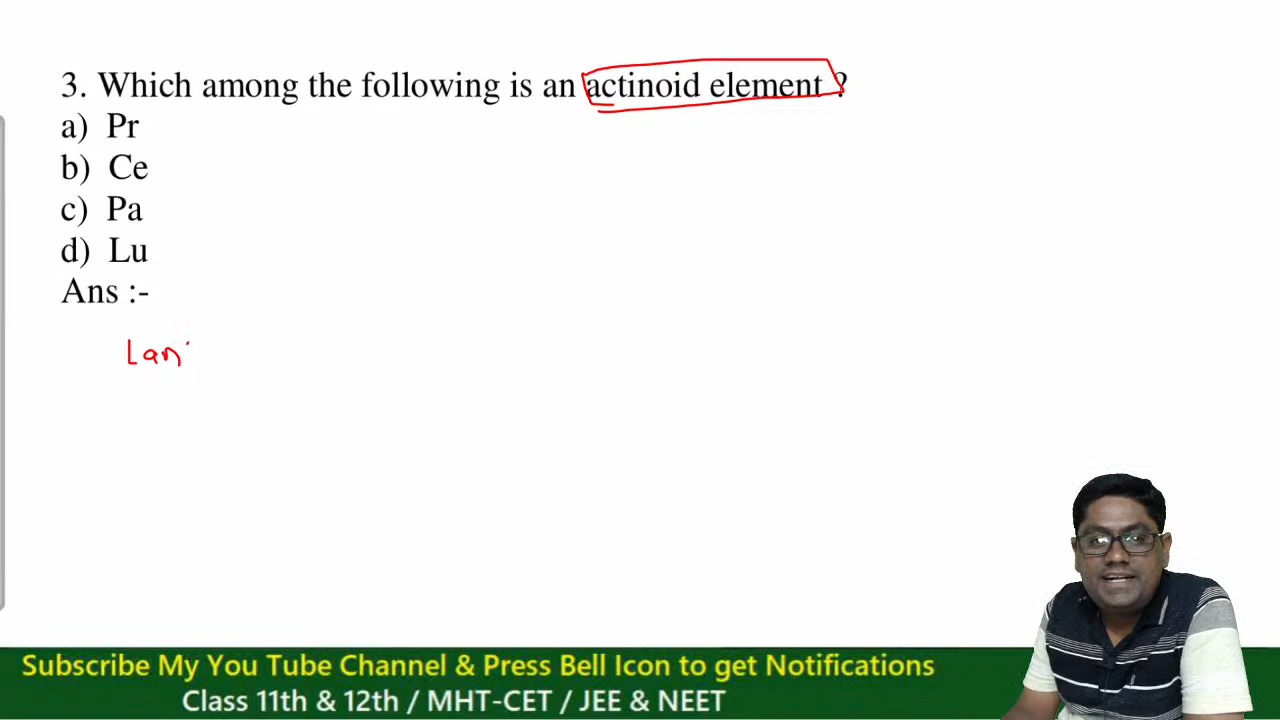 3. Which among the following is an actinoid element ?
a) Pr
b) Ce
c) Pa
d) Lu
Ans :-
Lan
Subscribe My You Tube Channel & Press Bell Icon to get Notifications
Class 11th & 12th / MHT-CET / JEE & NEET